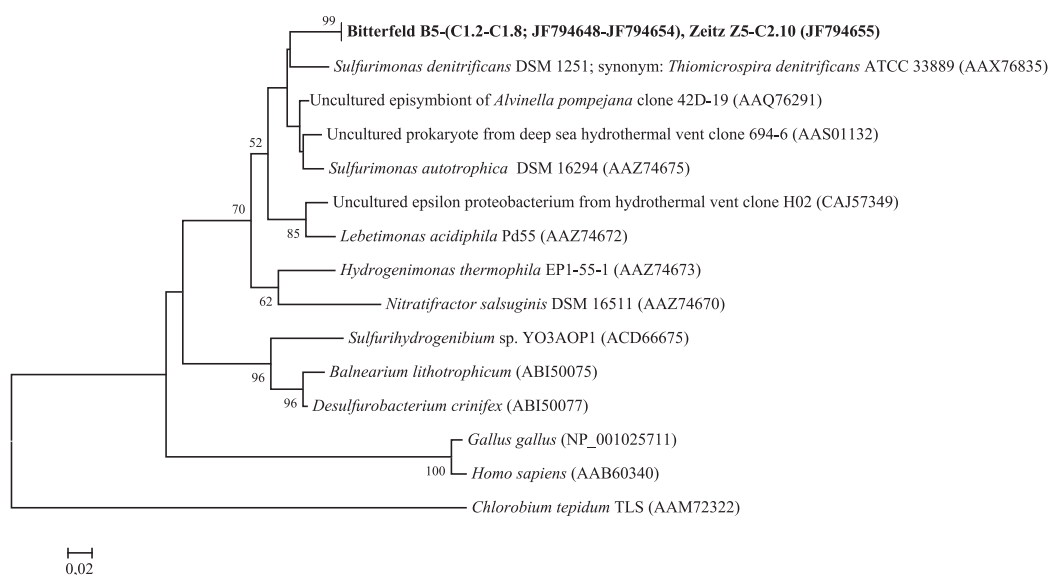 99 Bitterfeld B5-(C1.2-C1.8; JF794648-JF794654), Zeitz Z5-C2.10 (JF794655)
Sulfurimonas denitrificans DSM 1251; synonym: Thiomicrospira denitrificans ATCC 33889 (AAX76835)
Uncultured episymbiont of Alvinella pompejana clone 42D-19 (AAQ76291)
Uncultured prokaryote from deep sea hydrothermal vent clone 694-6 (AAS01132)
52
Sulfurimonas autotrophica DSM 16294 (AAZ74675)
Uncultured epsilon proteobacterium from hydrothermal vent clone H02 (CAJ57349)
70
85
Lebetimonas acidiphila Pd55 (AAZ74672)
Hydrogenimonas thermophila EP1-55-1 (AAZ74673)
62
Nitratifractor salsuginis DSM 16511 (AAZ74670)
Sulfurihydrogenibium sp. YO3AOP1 (ACD66675)
Balnearium lithotrophicum (ABI50075)
96
96 Desulfurobacterium crinifex (ABI50077)
Gallus gallus (NP_001025711)
100 Homo sapiens (AAB60340)
Chlorobium tepidum TLS (AAM72322)
0,02